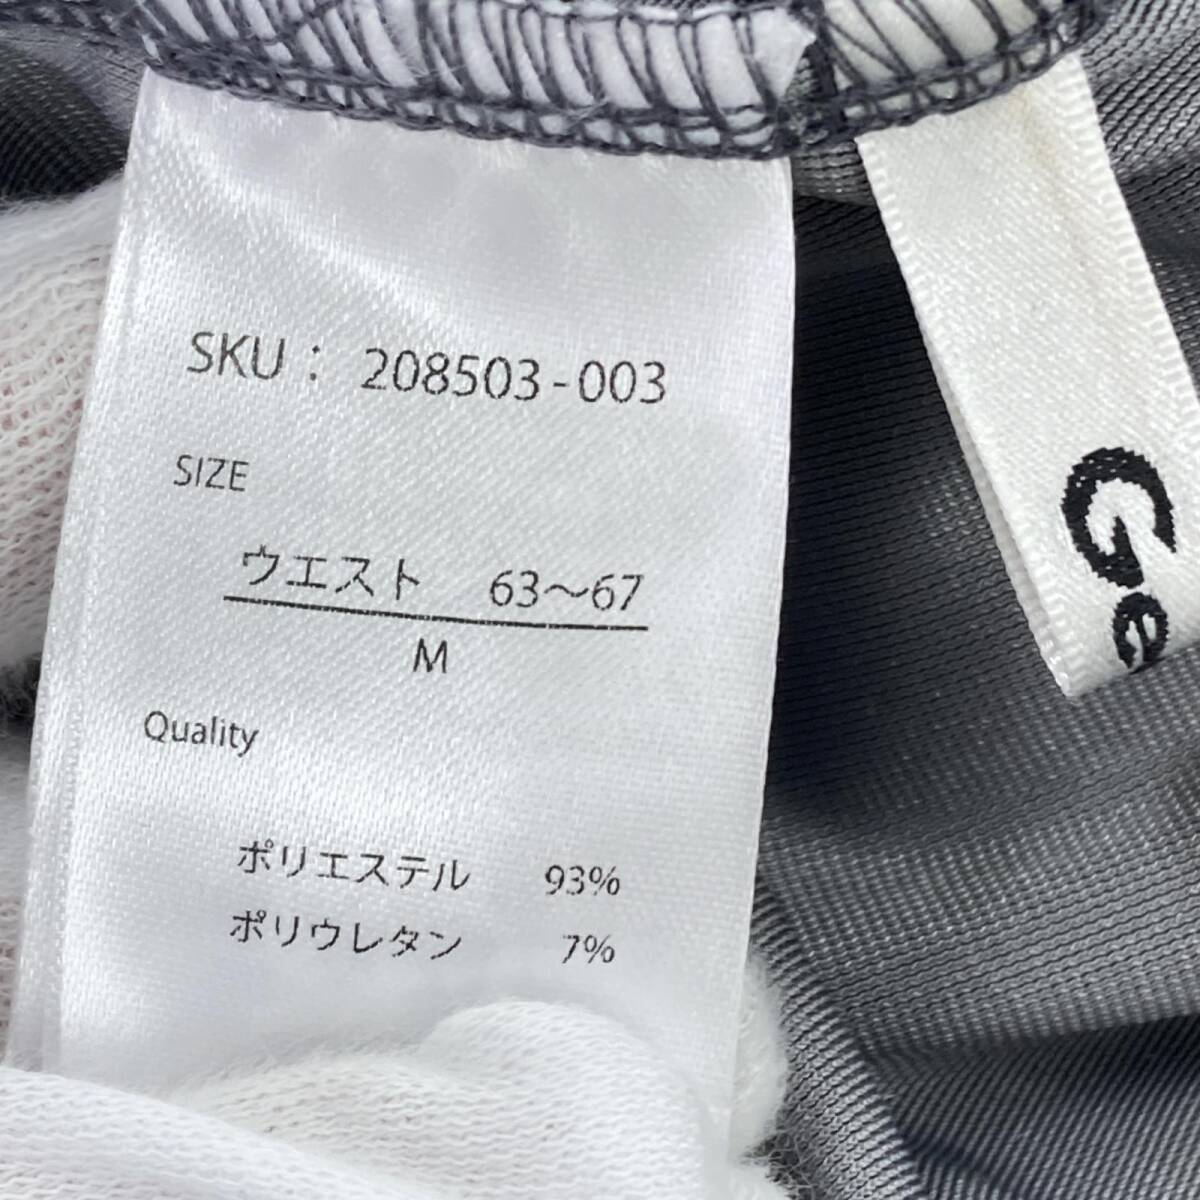 SKU： 208503-003
SIZE
ウエスト 63〜67
M
Quality
ポリエステル 93%
ポリウレタン 7%
Ge